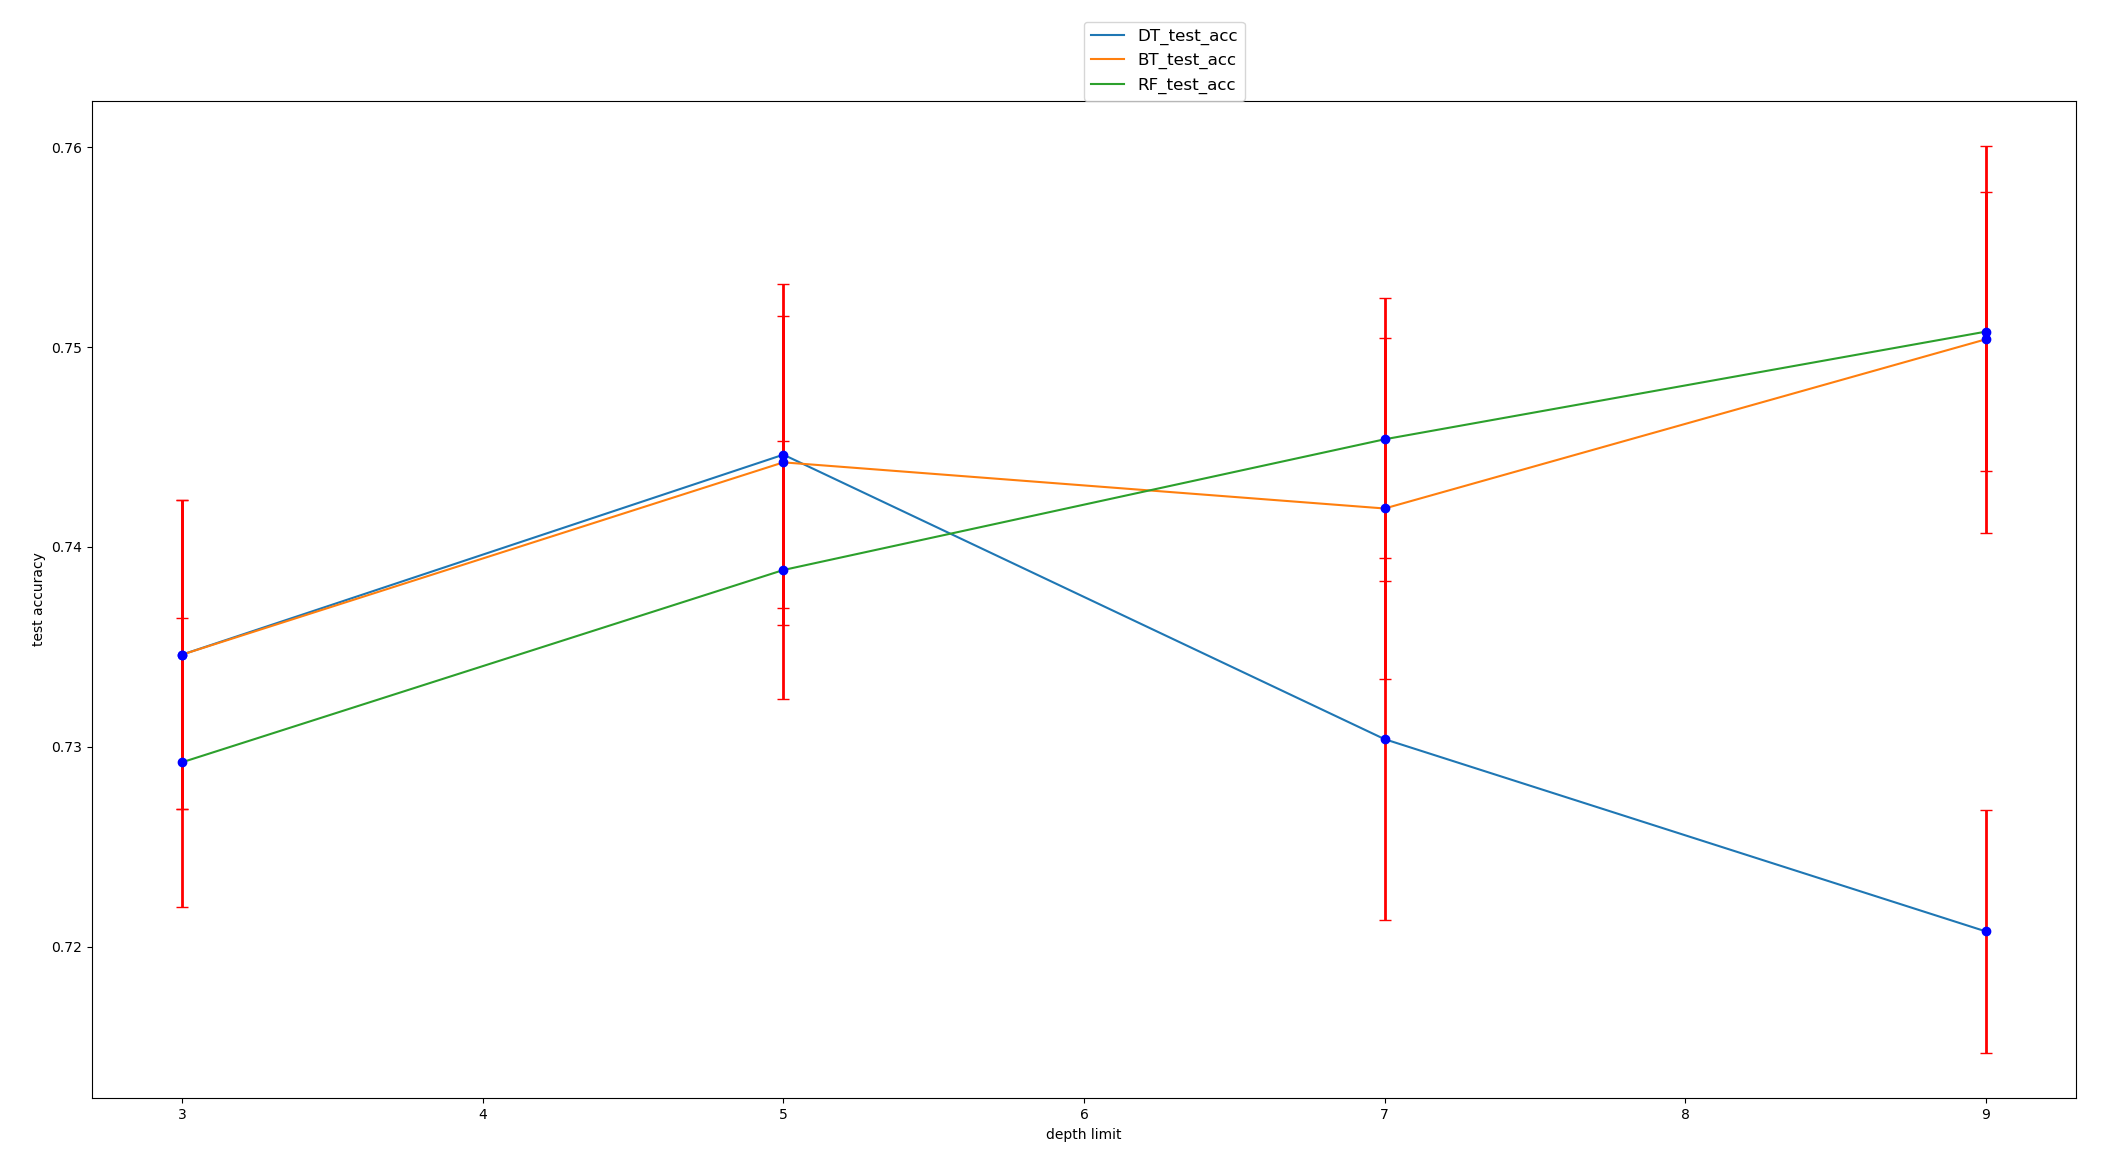 DT_test_acc
BT_test_acc
RF_test_acc
0.76
0.75
0.74
0.73
0.72
test accuracy
3 4 5 6 7 8 9
depth limit